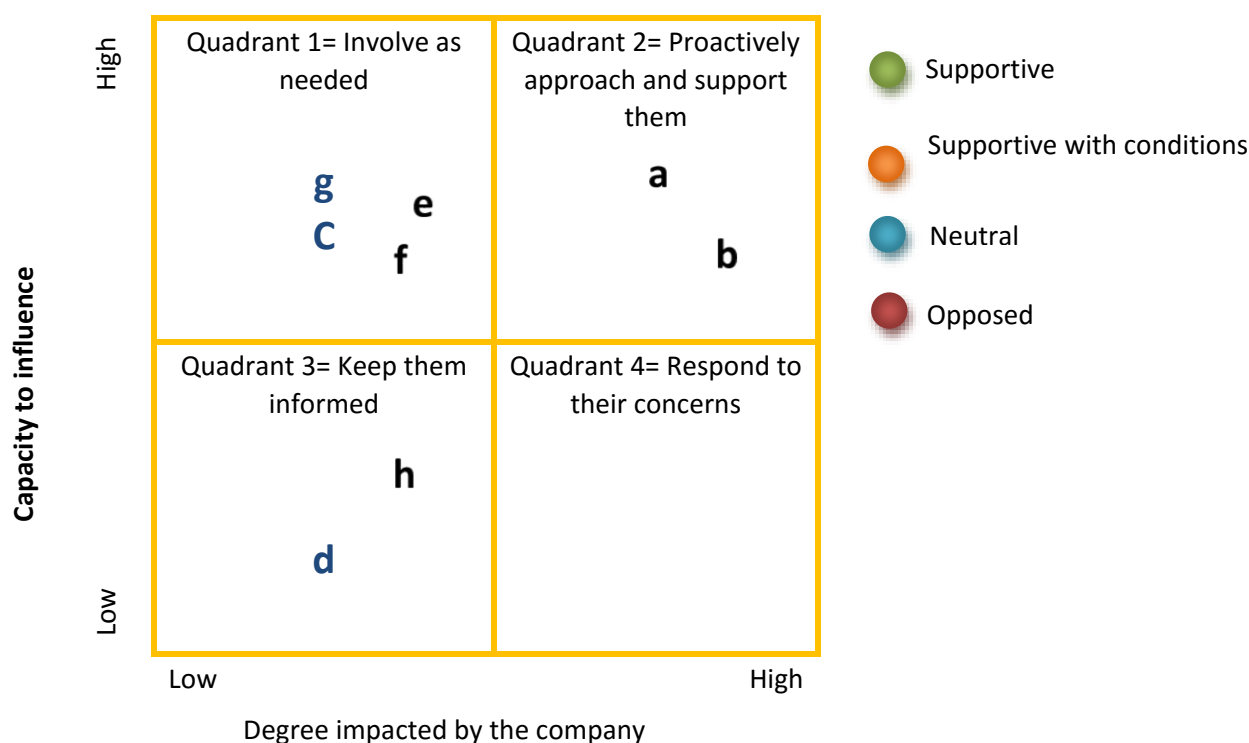 High
Capacity to influence
Low
Quadrant 1= Involve as
needed
g
C
e
f
Quadrant 2= Proactively
approach and support
them
a
b
Quadrant 3= Keep them
informed
h
d
Quadrant 4= Respond to
their concerns
Low
High
Degree impacted by the company
Supportive
Supportive with conditions
Neutral
Opposed